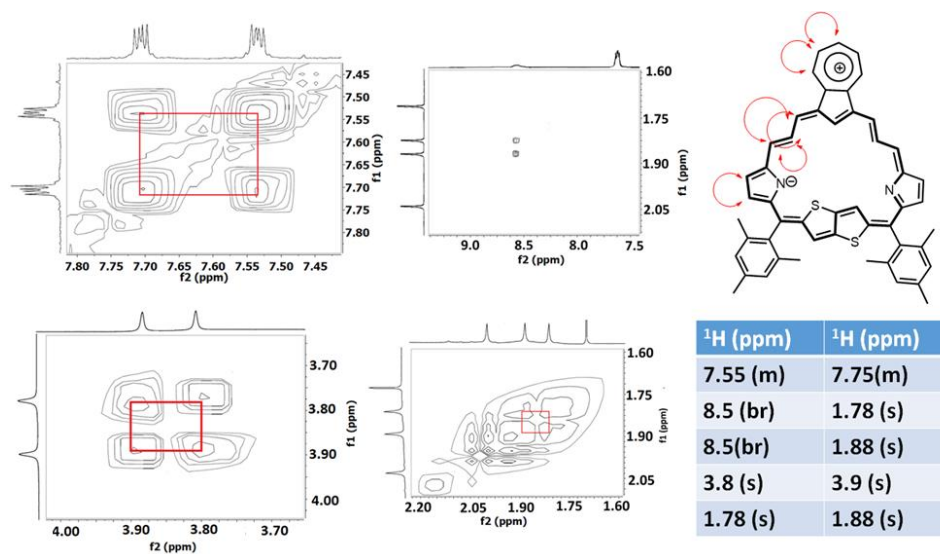 7.45
7.50
7.55
7.60
7.65
7.70
7.75
7.80
f1 (ppm)
7.80 7.75 7.70 7.65 7.60 7.55 7.50 7.45
f2 (ppm)
1.60
1.75
1.90
2.05
f1 (ppm)
9.0 8.5 8.0 7.5
f2 (ppm)
⊕
N ⊖
N
S
S
3.70
3.80
3.90
4.00
f1 (ppm)
4.00 3.90 3.80
f2 (ppm)
1.60
1.75
1.90
2.05
f1 (ppm)
2.20 2.05 1.90 1.75 1.60
f2 (ppm)
¹H (ppm) ¹H (ppm)
7.55 (m) 7.75(m)
8.5 (br) 1.78 (s)
8.5(br) 1.88 (s)
3.8 (s) 3.9 (s)
1.78 (s) 1.88 (s)